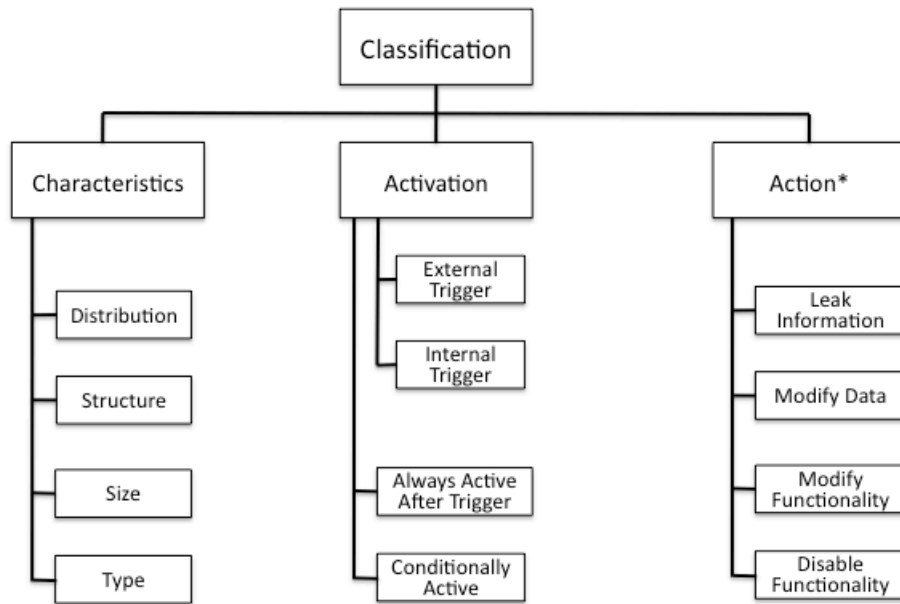 Classification
Characteristics
Activation
Action*
Distribution
Structure
Size
Type
External
Trigger
Internal
Trigger
Always Active
After Trigger
Conditionally
Active
Leak
Information
Modify Data
Modify
Functionality
Disable
Functionality